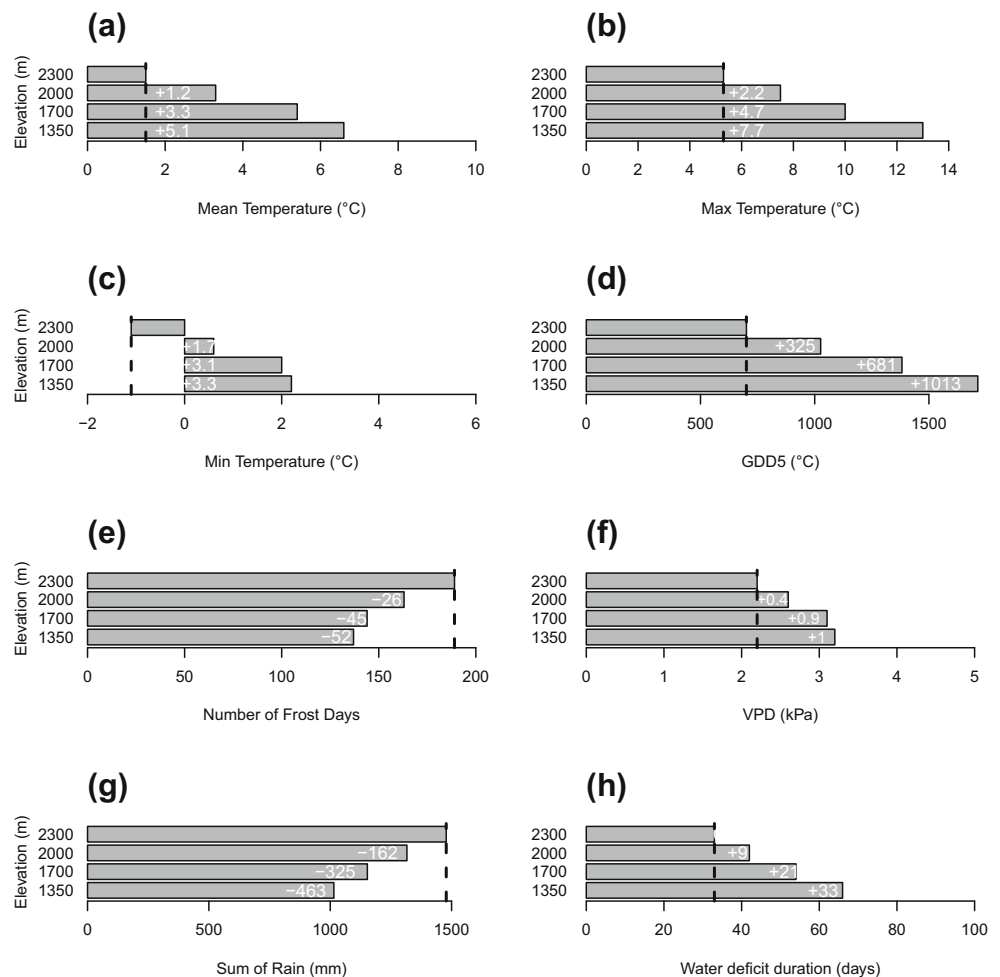 (a)
Elevation (m)
2300
2000
1700
1350
+1.2
+3.3
+5.1
0 2 4 6 8 10
Mean Temperature (°C)
(b)
2300
2000
1700
1350
+2.2
+4.7
+7.7
0 2 4 6 8 10 12 14
Max Temperature (°C)
(c)
Elevation (m)
2300
2000
1700
1350
+1.7
+3.1
+3.3
−2 0 2 4 6
Min Temperature (°C)
(d)
2300
2000
1700
1350
+325
+681
+1013
0 500 1000 1500
GDD5 (°C)
(e)
Elevation (m)
2300
2000
1700
1350
−26
−45
−52
0 50 100 150 200
Number of Frost Days
(f)
2300
2000
1700
1350
+0.4
+0.9
+1
0 1 2 3 4 5
VPD (kPa)
(g)
Elevation (m)
2300
2000
1700
1350
−162
−325
−463
0 500 1000 1500
Sum of Rain (mm)
(h)
2300
2000
1700
1350
+9
+21
+33
0 20 40 60 80 100
Water deficit duration (days)